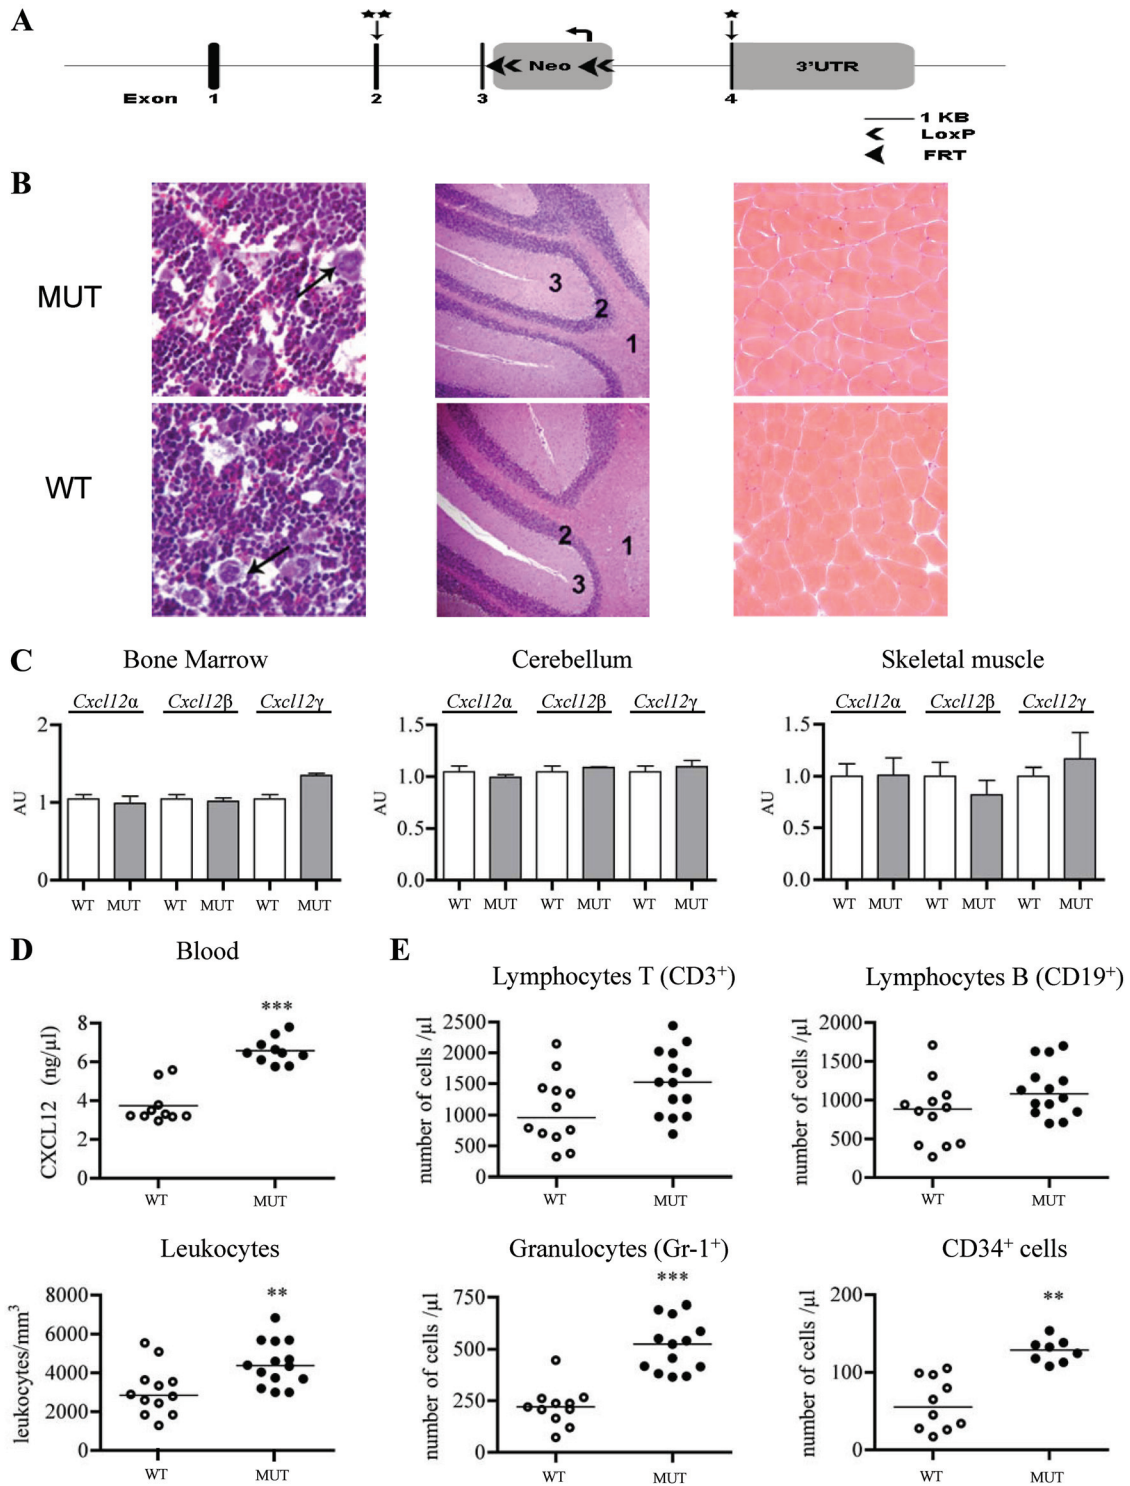 A
★★
★
Neo
3'UTR
Exon 1 2 3 4
1 KB
LoxP
FRT
B
MUT
3
2
1
WT
2
1
3
C
Bone Marrow
Cerebellum
Skeletal muscle
Cxcl12α Cxcl12β Cxcl12γ
Cxcl12α Cxcl12β Cxcl12γ
Cxcl12α Cxcl12β Cxcl12γ
AU
2
1
0
WT MUT WT MUT WT MUT
AU
1.5
1.0
0.5
0.0
WT MUT WT MUT WT MUT
AU
1.5
1.0
0.5
0.0
WT MUT WT MUT WT MUT
D
Blood
***
CXCL12 (ng/μl)
8
6
4
2
0
WT MUT
E
Lymphocytes T (CD3+)
number of cells /μl
2500
2000
1500
1000
500
0
WT MUT
Lymphocytes B (CD19+)
number of cells /μl
2000
1500
1000
500
0
WT MUT
Leukocytes
**
leukocytes/mm3
8000
6000
4000
2000
0
WT MUT
Granulocytes (Gr-1+)
***
number of cells /μl
750
500
250
0
WT MUT
CD34+ cells
**
number of cells /μl
200
100
0
WT MUT